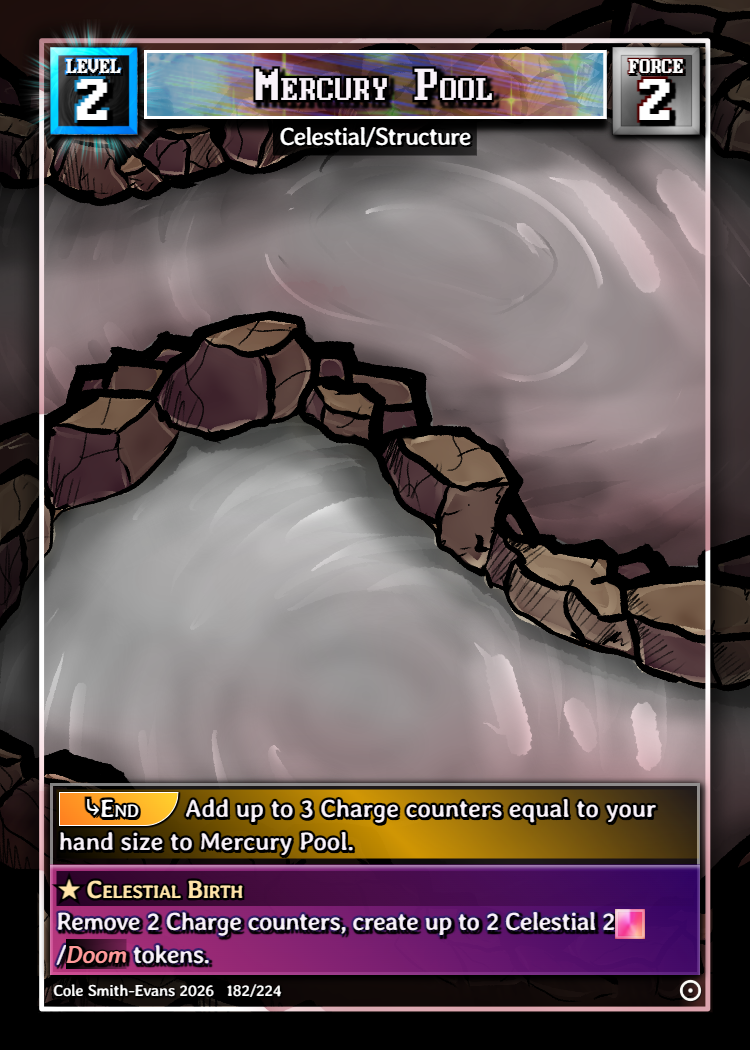 LEVEL
2
Mercury Pool
FORCE
2
Celestial/Structure
↳End Add up to 3 Charge counters equal to your
hand size to Mercury Pool.
★ Celestial Birth
Remove 2 Charge counters, create up to 2 Celestial 2
/Doom tokens.
Cole Smith-Evans 2026 182/224